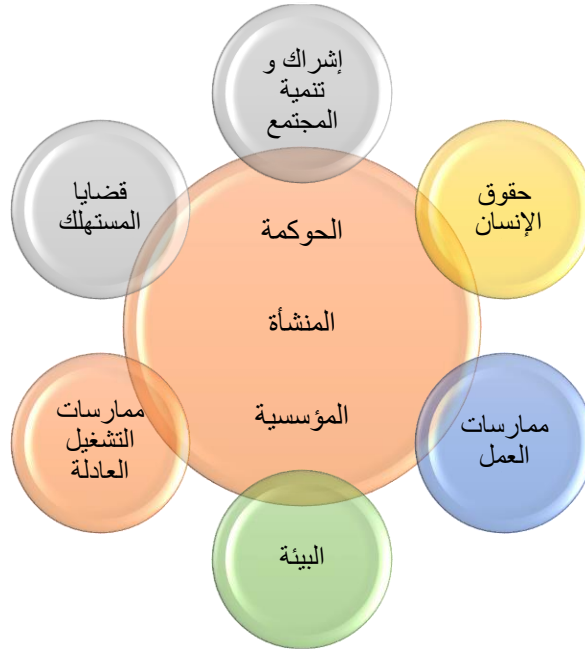 إشراك و
تنمية
المجتمع
حقوق
الإنسان
ممارسات
العمل
البيئة
ممارسات
التشغيل
العادلة
قضايا
المستهلك
الحوكمة
المنشأة
المؤسسية